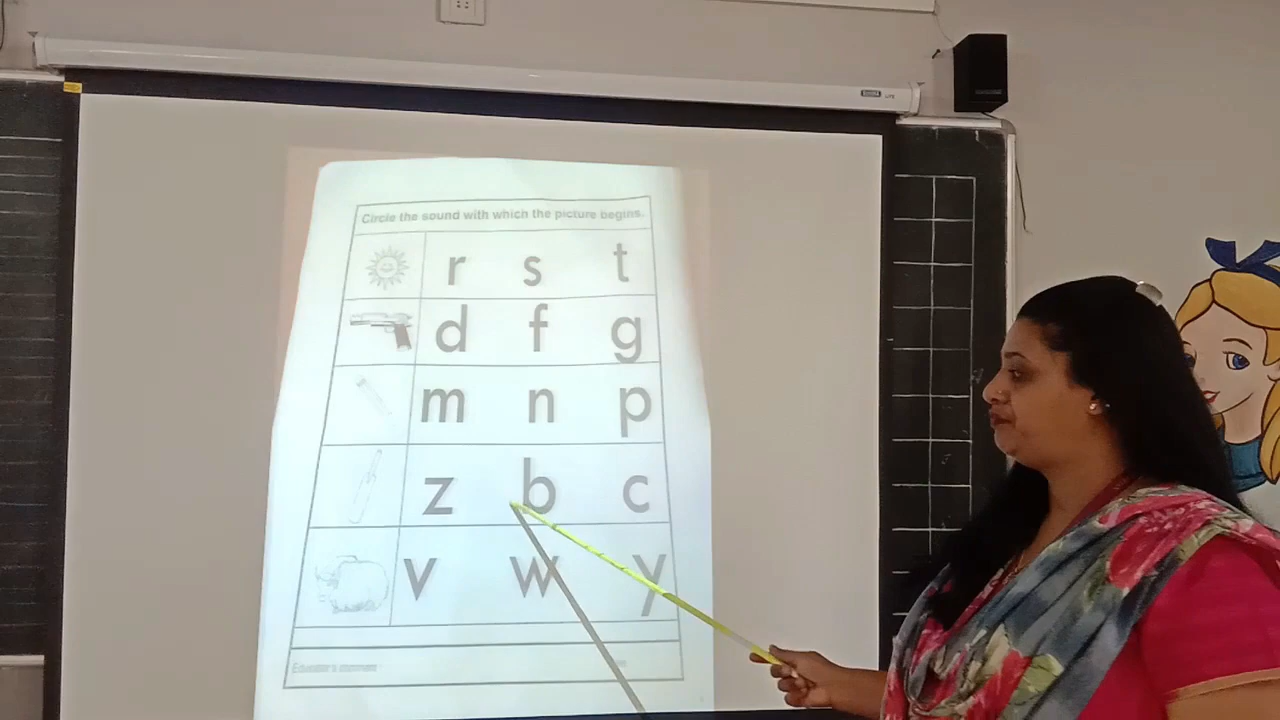 Circle the sound with which the picture begins.
r s t
d f g
m n p
z b c
v w y